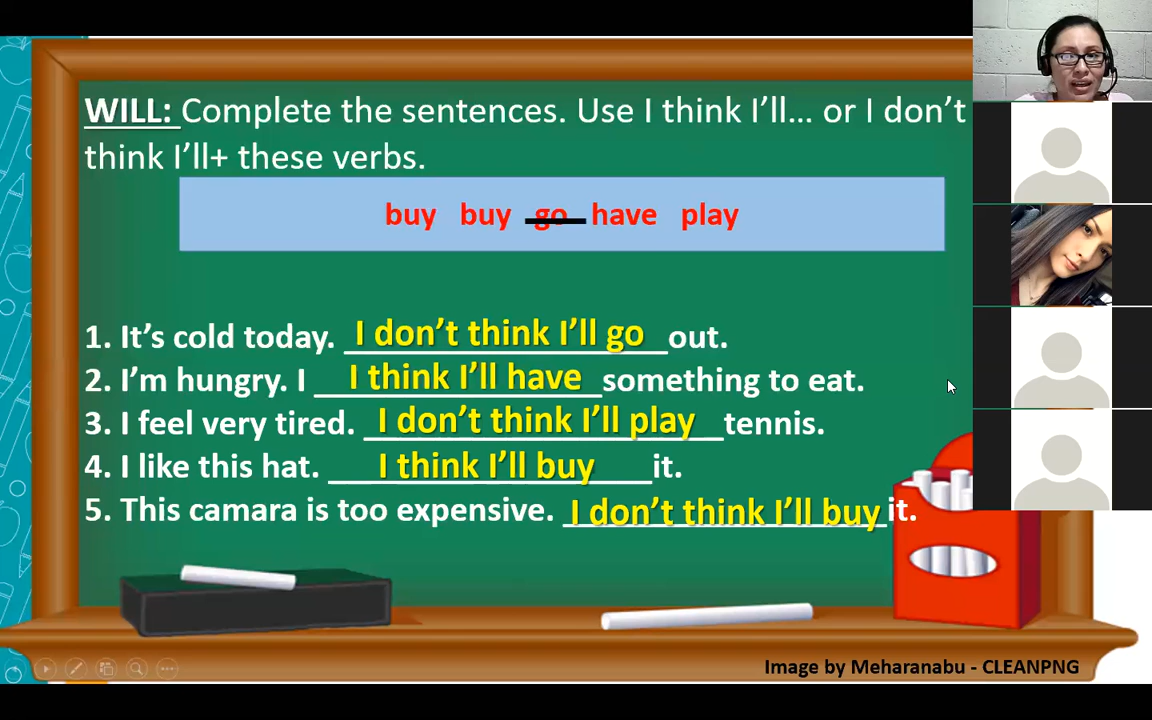 WILL: Complete the sentences. Use I think I'll... or I don't
think I'll+ these verbs.
buy buy go have play
1. It's cold today. I don't think I'll go out.
2. I'm hungry. I I think I'll have something to eat.
3. I feel very tired. I don't think I'll play tennis.
4. I like this hat. I think I'll buy it.
5. This camara is too expensive. I don't think I'll buy it.
Image by Meharanabu - CLEANPNG